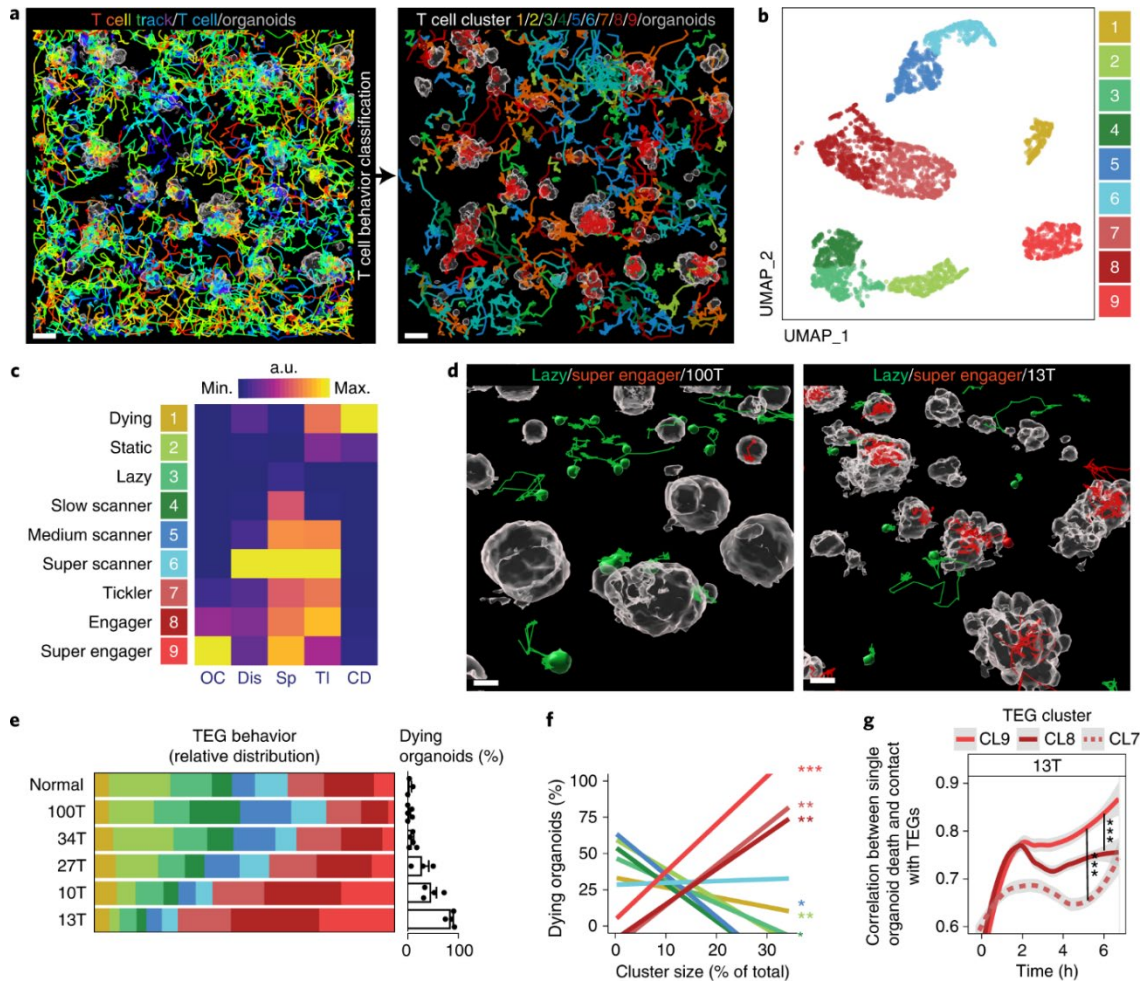 a
T cell track/T cell/organoids
T cell behavior classification
T cell cluster 1/2/3/4/5/6/7/8/9/organoids
b
UMAP_2
UMAP_1
1
2
3
4
5
6
7
8
9
c
a.u.
Min. Max.
Dying 1
Static 2
Lazy 3
Slow scanner 4
Medium scanner 5
Super scanner 6
Tickler 7
Engager 8
Super engager 9
OC Dis Sp Tl CD
d
Lazy/super engager/100T
Lazy/super engager/13T
e
TEG behavior
(relative distribution)
Dying
organoids (%)
Normal
100T
34T
27T
10T
13T
0 100
f
Dying organoids (%)
100
75
50
25
0
0 10 20 30
Cluster size (% of total)
***
**
**
*
**
*
g
TEG cluster
CL9 CL8 CL7
13T
Correlation between single
organoid death and contact
with TEGs
0.9
0.8
0.7
0.6
0 2 4 6
Time (h)
***
***